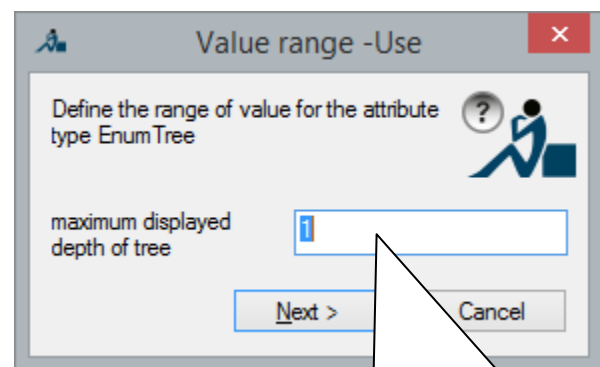 Value range -Use
×
Define the range of value for the attribute
type EnumTree
?
maximum displayed
depth of tree
1
Next >
Cancel